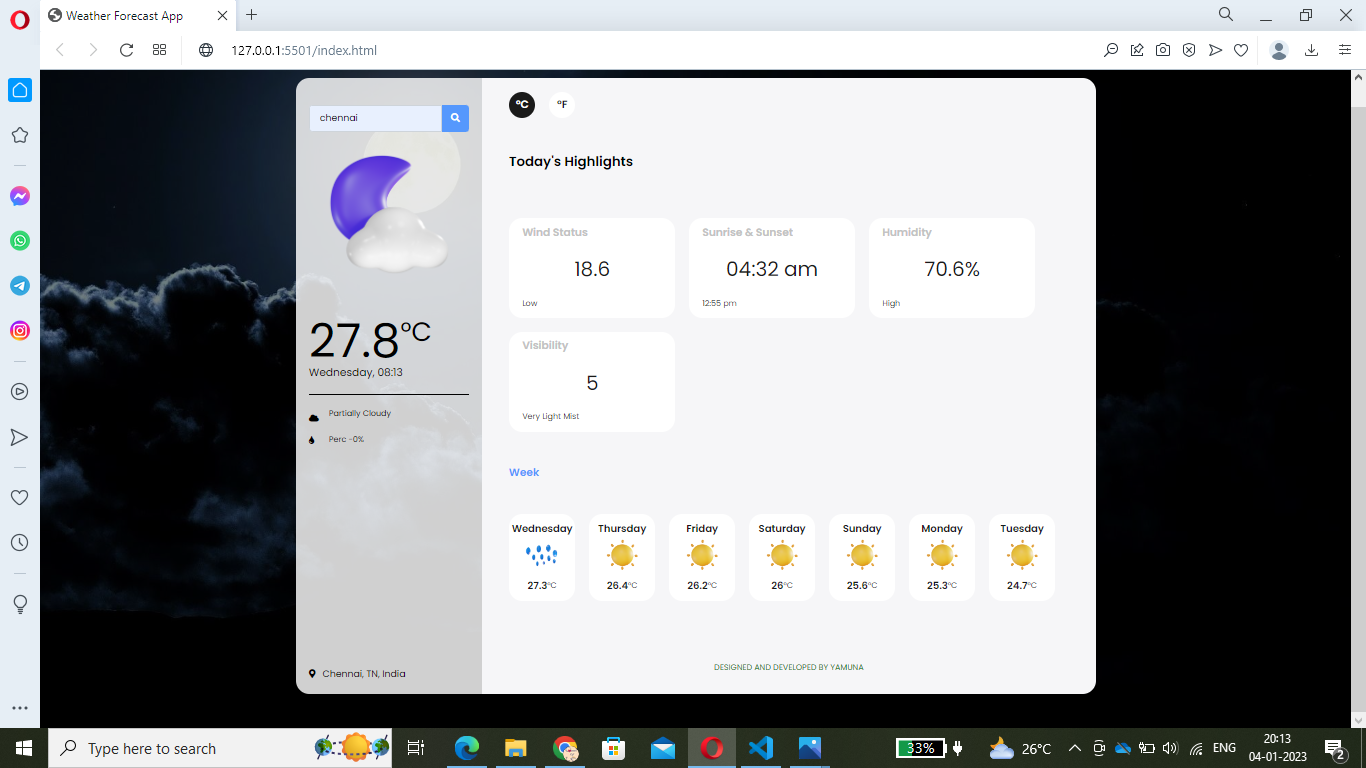 Weather Forecast App
127.0.0.1:5501/index.html
chennai
27.8°C
Wednesday, 08:13
Partially Cloudy
Perc -0%
Chennai, TN, India
°C °F
Today's Highlights
Wind Status
18.6
Low
Sunrise & Sunset
04:32 am
12:55 pm
Humidity
70.6%
High
Visibility
5
Very Light Mist
Week
Wednesday Thursday Friday Saturday Sunday Monday Tuesday
27.3°C 26.4°C 26.2°C 26°C 25.6°C 25.3°C 24.7°C
DESIGNED AND DEVELOPED BY YAMUNA
Type here to search
33%
26°C
ENG
20:13
04-01-2023
2